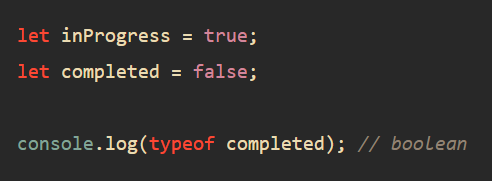 let inProgress = true;
let completed = false;
console.log(typeof completed); // boolean